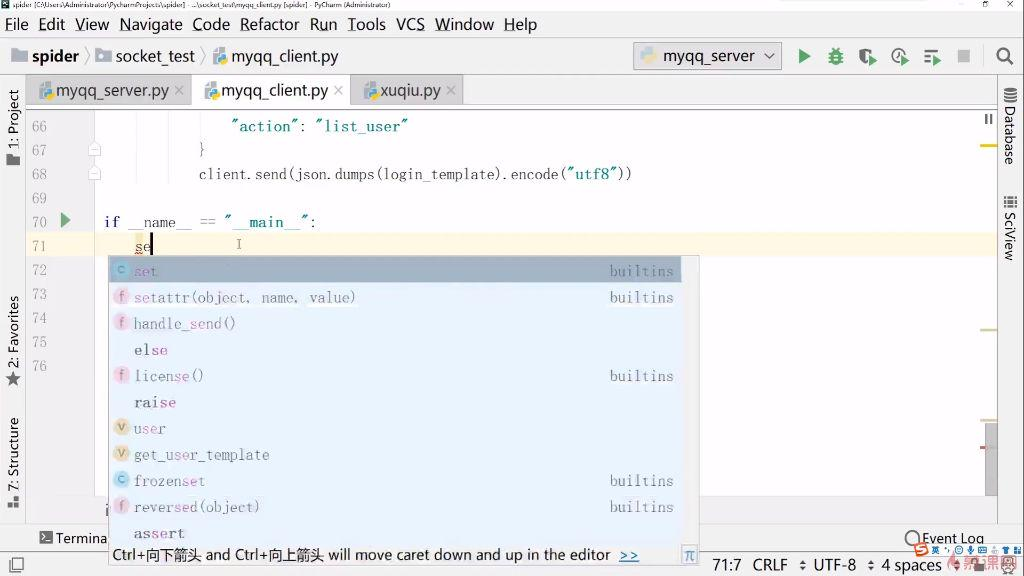 spider [C:\Users\Administrator\PycharmProjects\spider] - ...\socket_test\myqq_client.py [spider] - PyCharm (Administrator)
File Edit View Navigate Code Refactor Run Tools VCS Window Help
spider socket_test myqq_client.py myqq_server
myqq_server.py myqq_client.py xuqiu.py
1: Project
2: Favorites
7: Structure
Database
SciView
66 "action": "list_user"
67 }
68 client.send(json.dumps(login_template).encode("utf8"))
69
70 if __name__ == "__main__":
71 se
72
73
74
75
76
set builtins
setattr(object, name, value) builtins
handle_send()
else
license() builtins
raise
user
get_user_template
frozenset builtins
reversed(object) builtins
assert
Ctrl+向下箭头 and Ctrl+向上箭头 will move caret down and up in the editor >> π
Termina
Event Log
英
71:7 CRLF UTF-8 4 spaces
慕课网